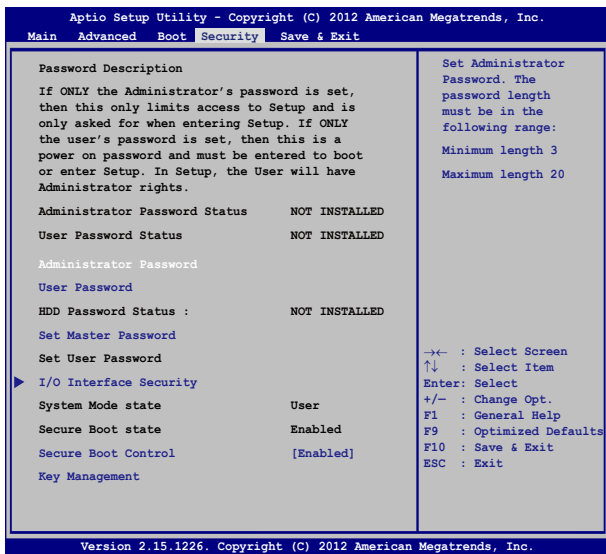 Aptio Setup Utility - Copyright (C) 2012 American Megatrends, Inc.
Main Advanced Boot Security Save & Exit
Password Description
If ONLY the Administrator's password is set,
then this only limits access to Setup and is
only asked for when entering Setup. If ONLY
the user's password is set, then this is a
power on password and must be entered to boot
or enter Setup. In Setup, the User will have
Administrator rights.
Administrator Password Status NOT INSTALLED
User Password Status NOT INSTALLED
Administrator Password
User Password
HDD Password Status : NOT INSTALLED
Set Master Password
Set User Password
I/O Interface Security
System Mode state User
Secure Boot state Enabled
Secure Boot Control [Enabled]
Key Management
Set Administrator
Password. The
password length
must be in the
following range:
Minimum length 3
Maximum length 20
→← : Select Screen
↑↓ : Select Item
Enter: Select
+/— : Change Opt.
F1 : General Help
F9 : Optimized Defaults
F10 : Save & Exit
ESC : Exit
Version 2.15.1226. Copyright (C) 2012 American Megatrends, Inc.